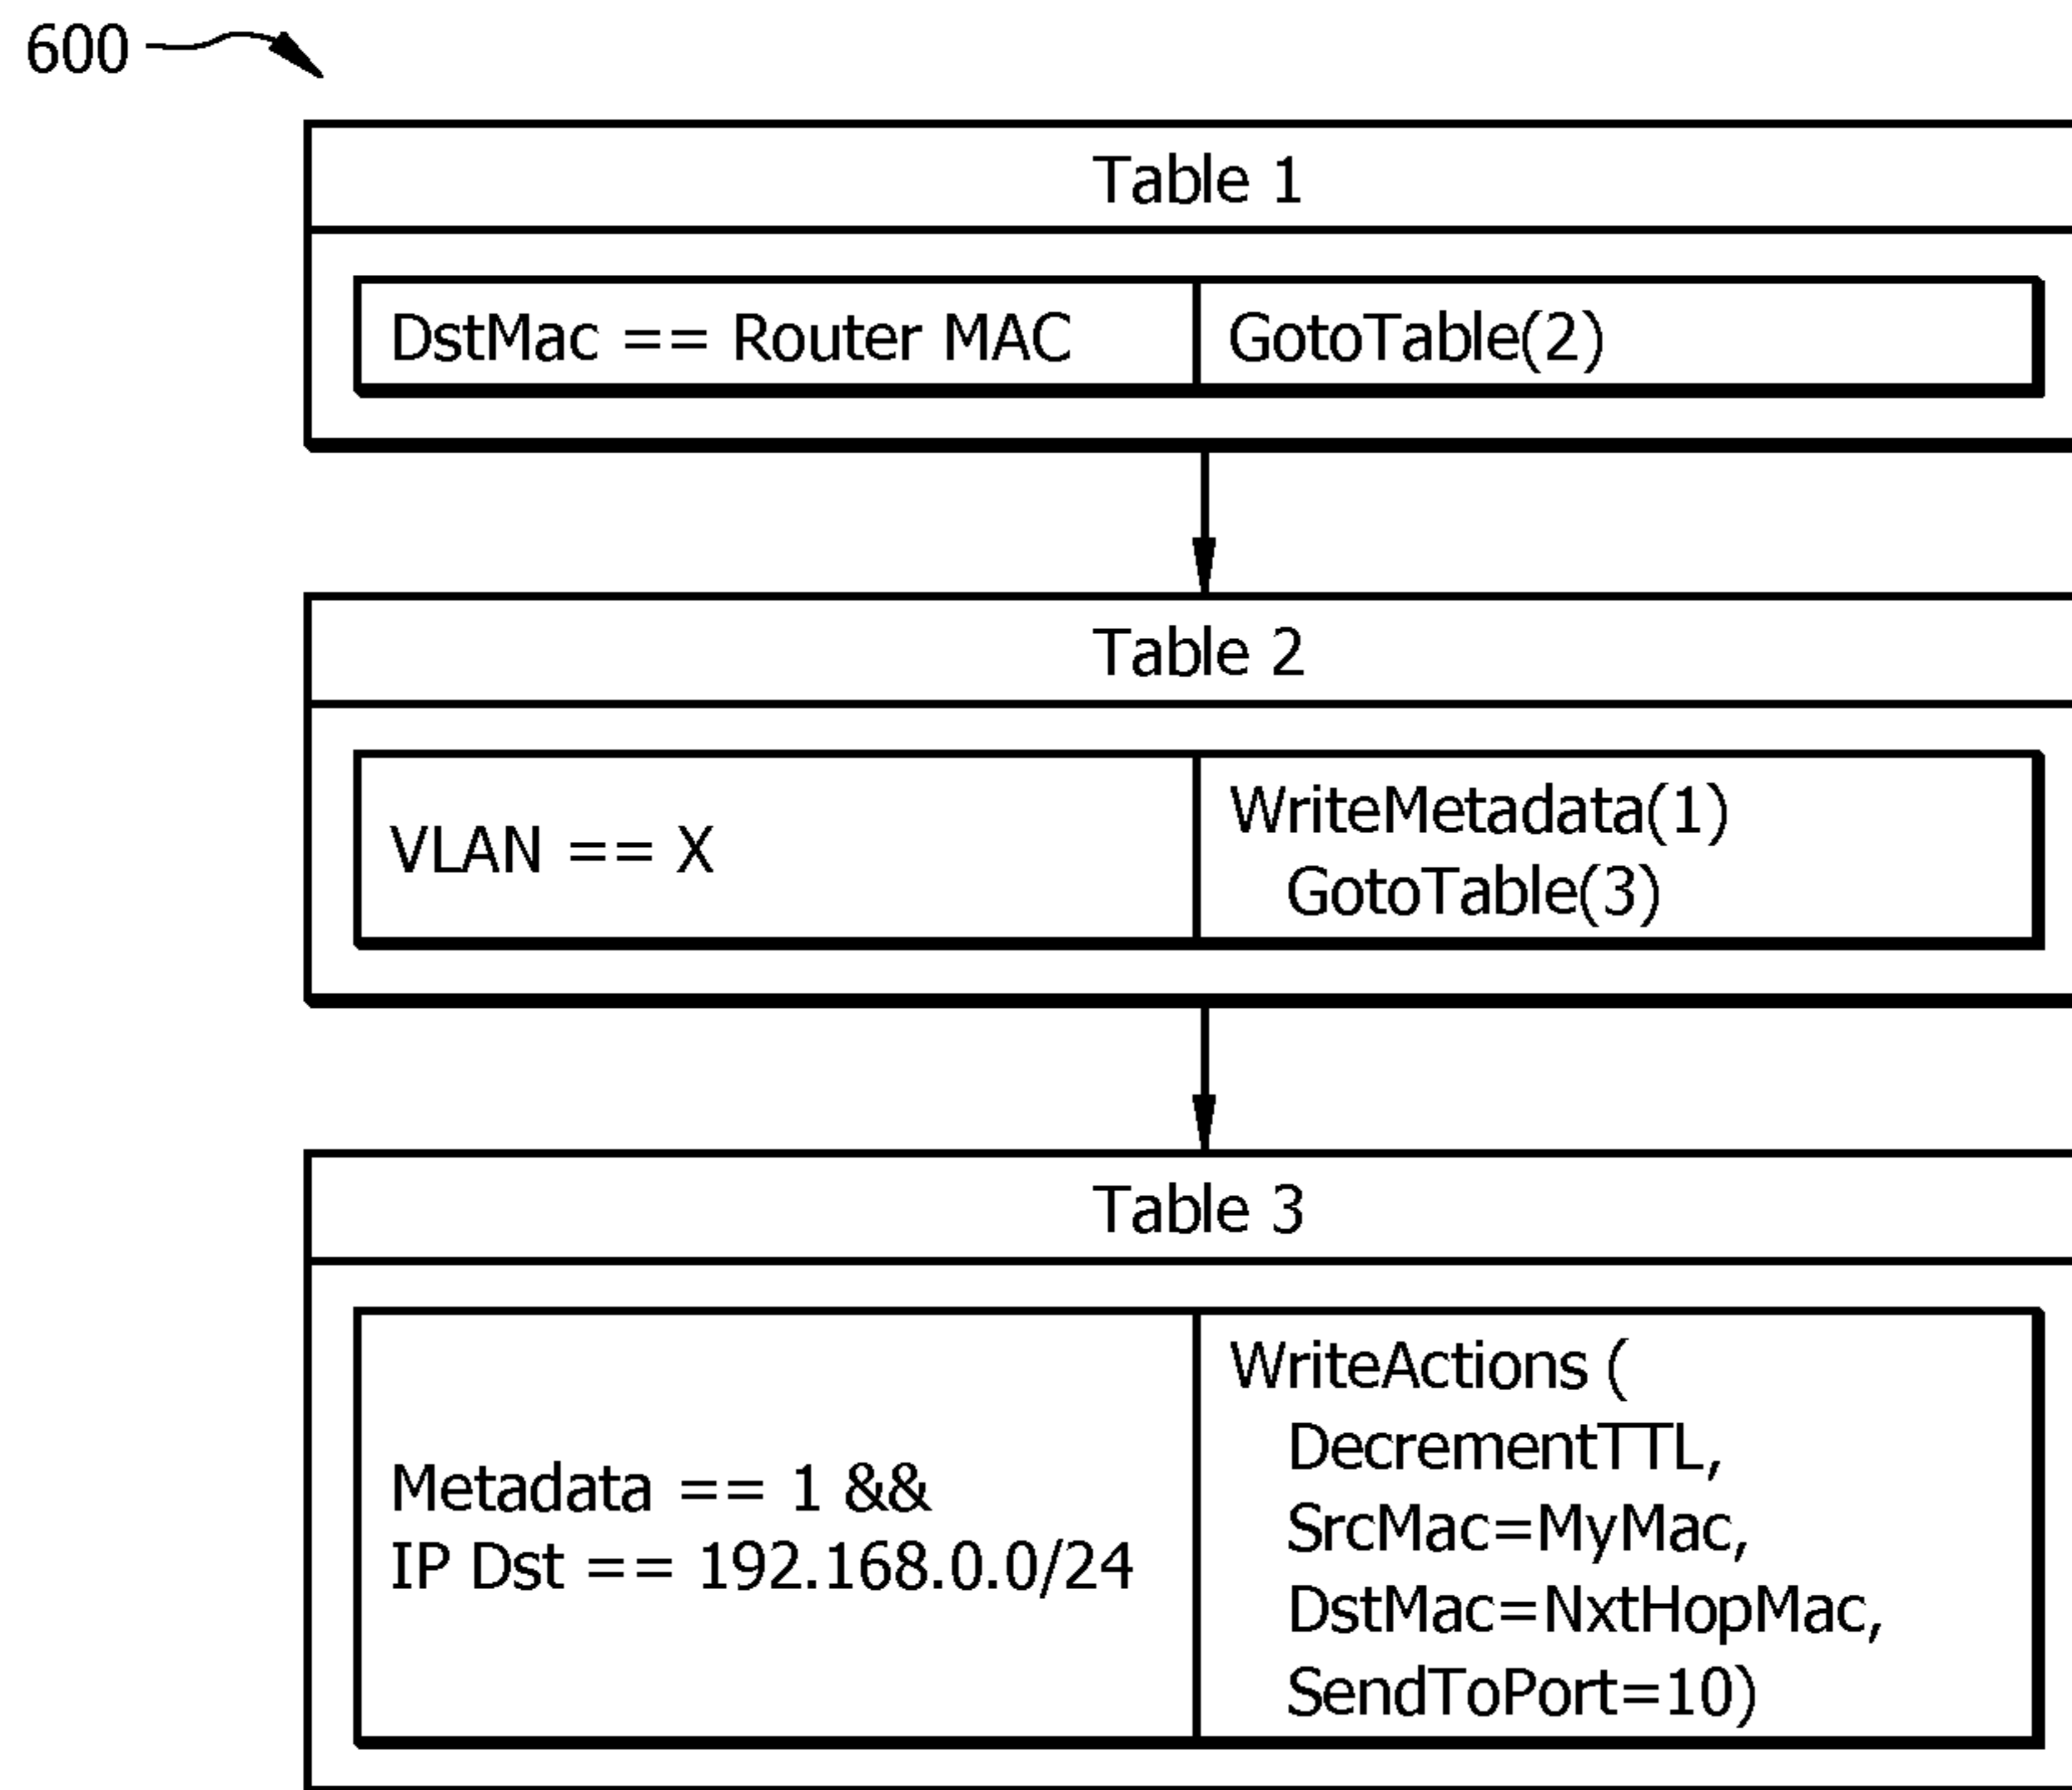 600
Table 1
DstMac == Router MAC
GotoTable(2)
Table 2
VLAN == X
WriteMetadata(1)
GotoTable(3)
Table 3
Metadata == 1 &&
IP Dst == 192.168.0.0/24
WriteActions (
DecrementTTL,
SrcMac=MyMac,
DstMac=NxtHopMac,
SendToPort=10)